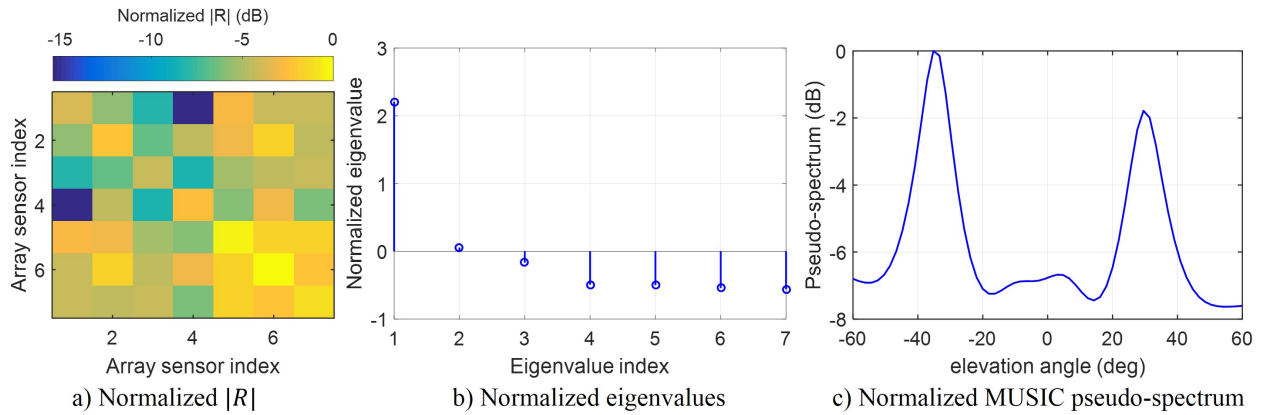 Normalized |R| (dB)
-15 -10 -5 0
Array sensor index
2
4
6
2 4 6
Array sensor index
a) Normalized |R|
Normalized eigenvalue
3
2
1
0
-1
1 2 3 4 5 6 7
Eigenvalue index
b) Normalized eigenvalues
Pseudo-spectrum (dB)
0
-2
-4
-6
-8
-60 -40 -20 0 20 40 60
elevation angle (deg)
c) Normalized MUSIC pseudo-spectrum